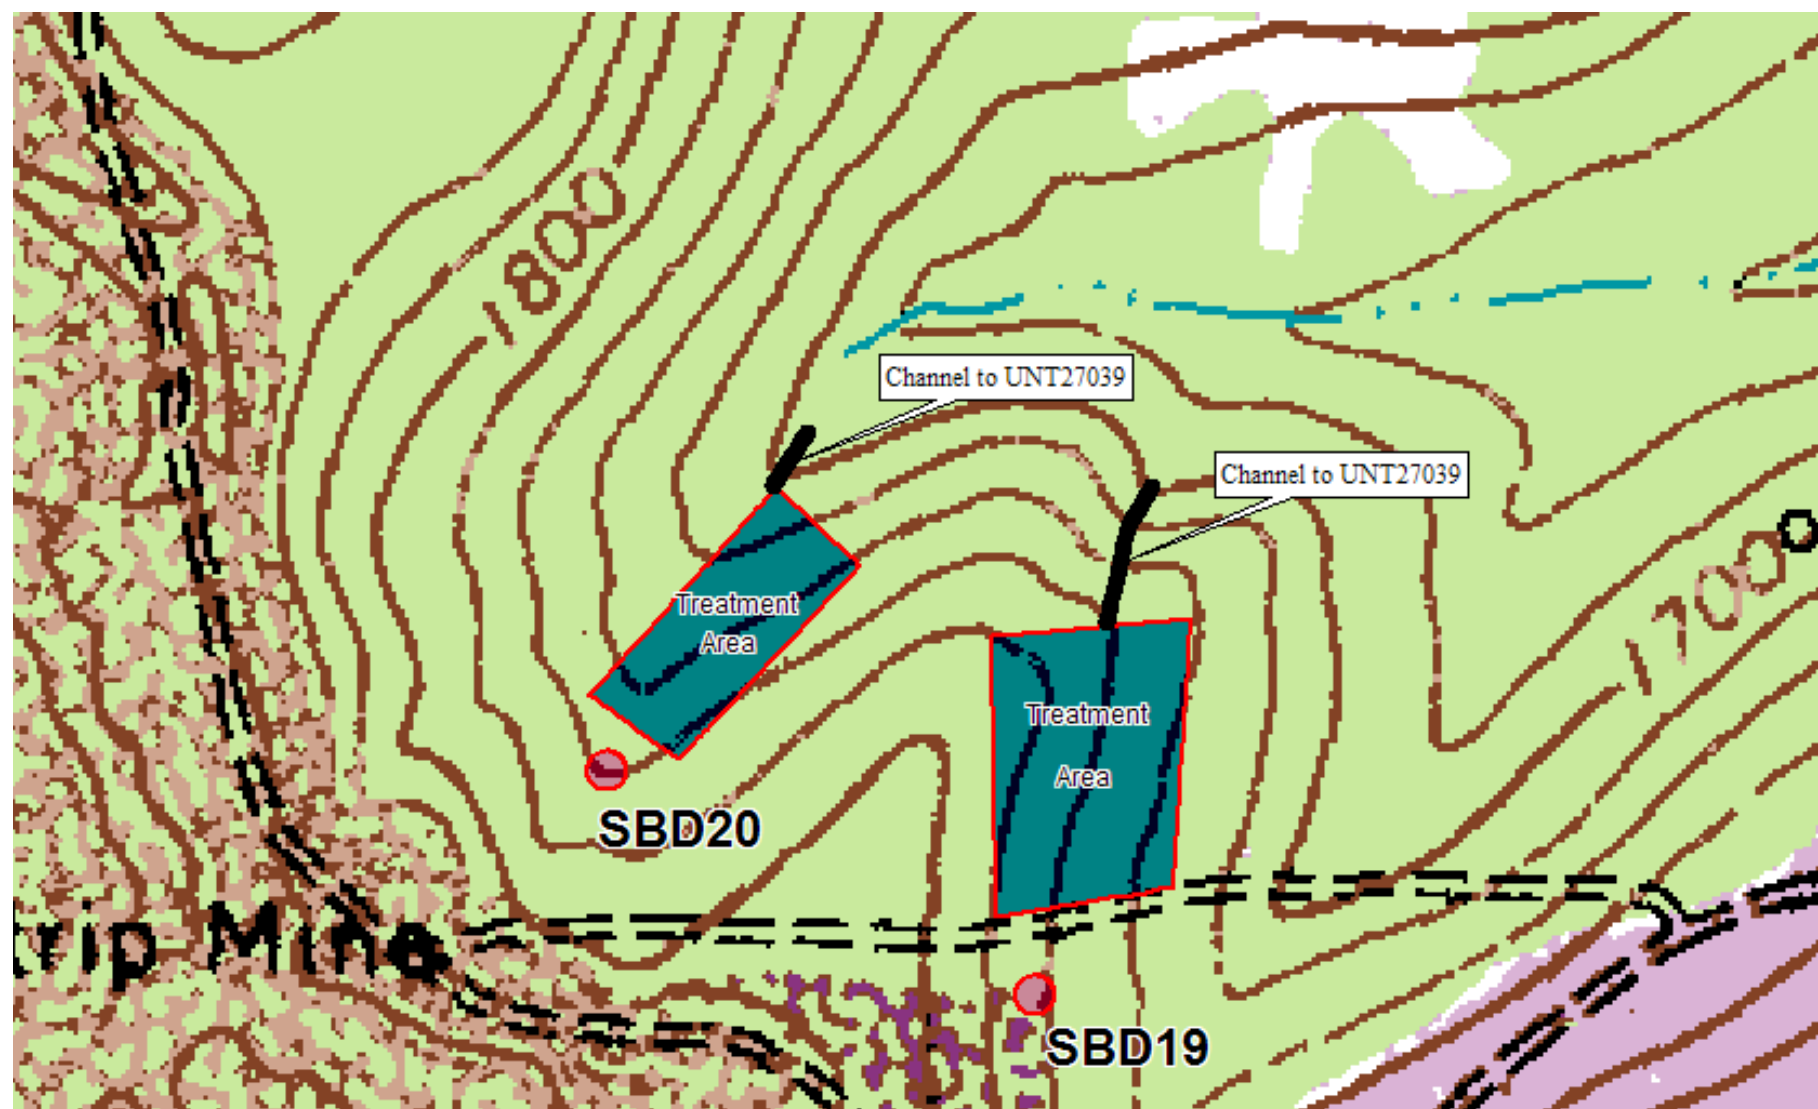 1800
Channel to UNT27039
Channel to UNT27039
Treatment
Area
1700
Treatment
Area
SBD20
trip Mine
SBD19